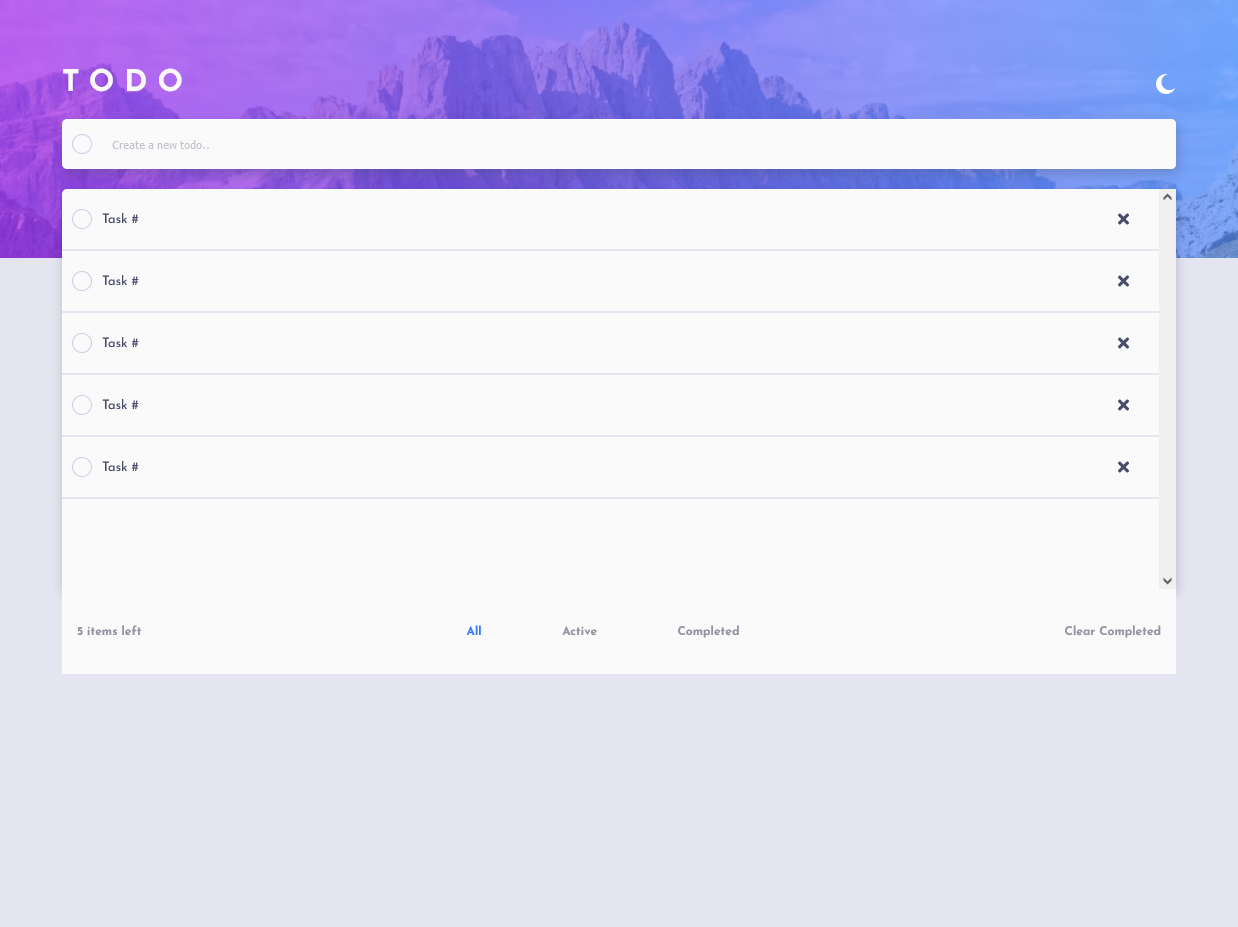 TODO
Create a new todo..
Task #
Task #
Task #
Task #
Task #
5 items left All Active Completed Clear Completed